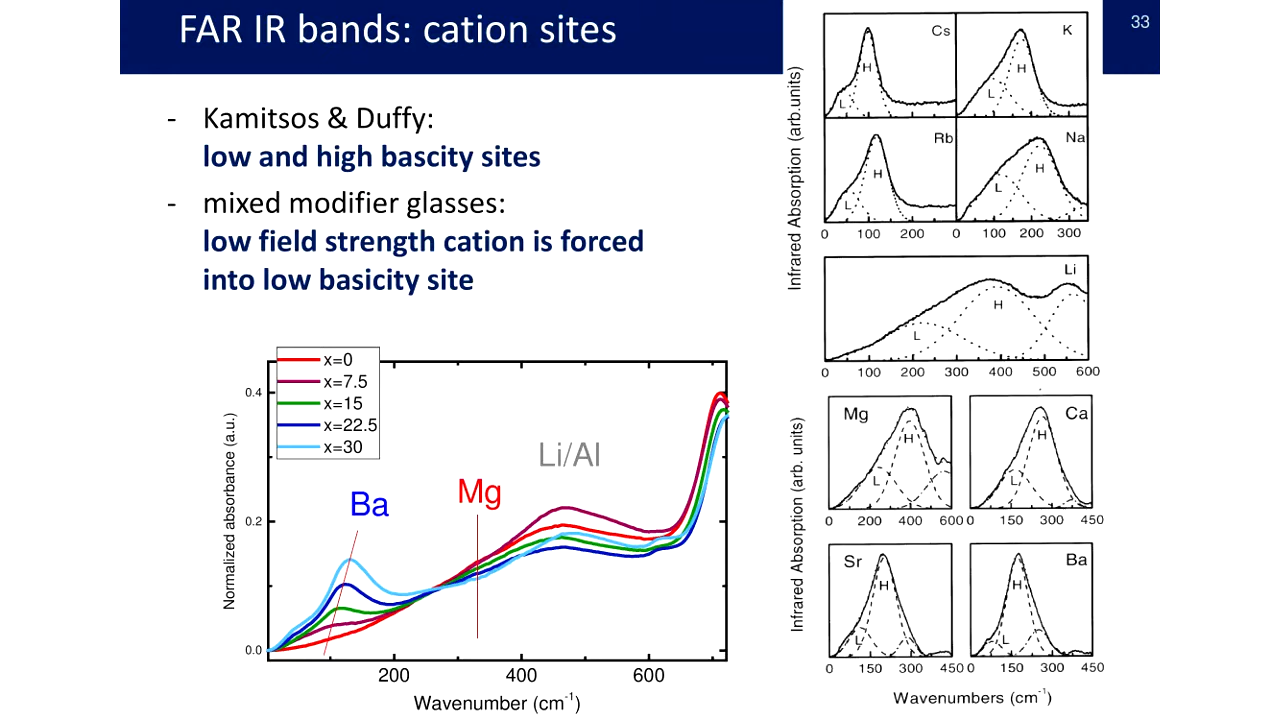 FAR IR bands: cation sites
33
- Kamitsos & Duffy:
low and high bascity sites
- mixed modifier glasses:
low field strength cation is forced
into low basicity site
x=0
x=7.5
x=15
x=22.5
x=30
Normalized absorbance (a.u.)
0.4
0.2
0.0
Ba
Mg
Li/Al
200 400 600
Wavenumber (cm⁻¹)
Infrared Absorption (arb.units)
Cs
H
L
K
H
L
Rb
H
L
Na
H
L
0 100 200 0 100 200 300
Li
H
L
0 100 200 300 400 500 600
Infrared Absorption (arb. units)
Mg
H
L
Ca
H
L
0 200 400 600 0 150 300 450
Sr
H
L
Ba
H
L
0 150 300 450 0 150 300 450
Wavenumbers (cm⁻¹)